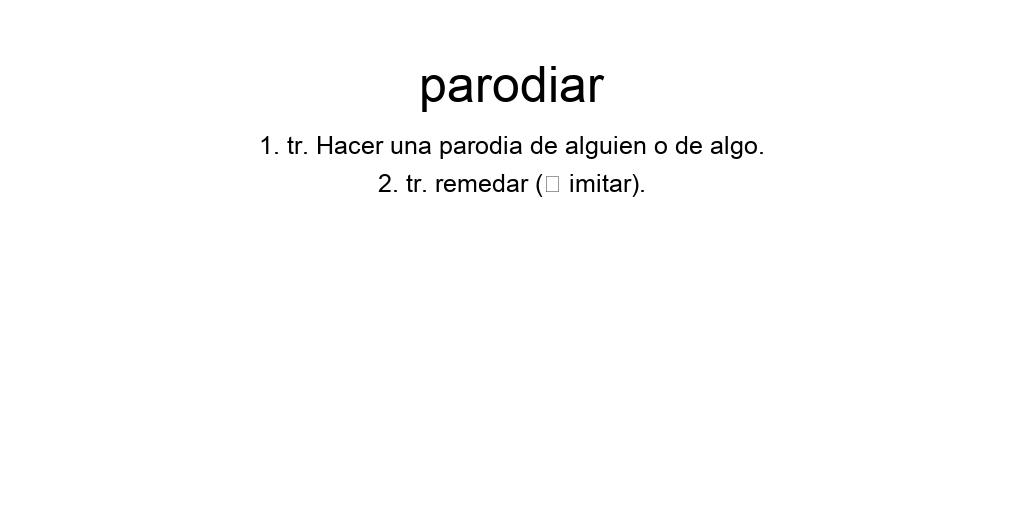 parodiar
1. tr. Hacer una parodia de alguien o de algo.
2. tr. remedar (□ imitar).